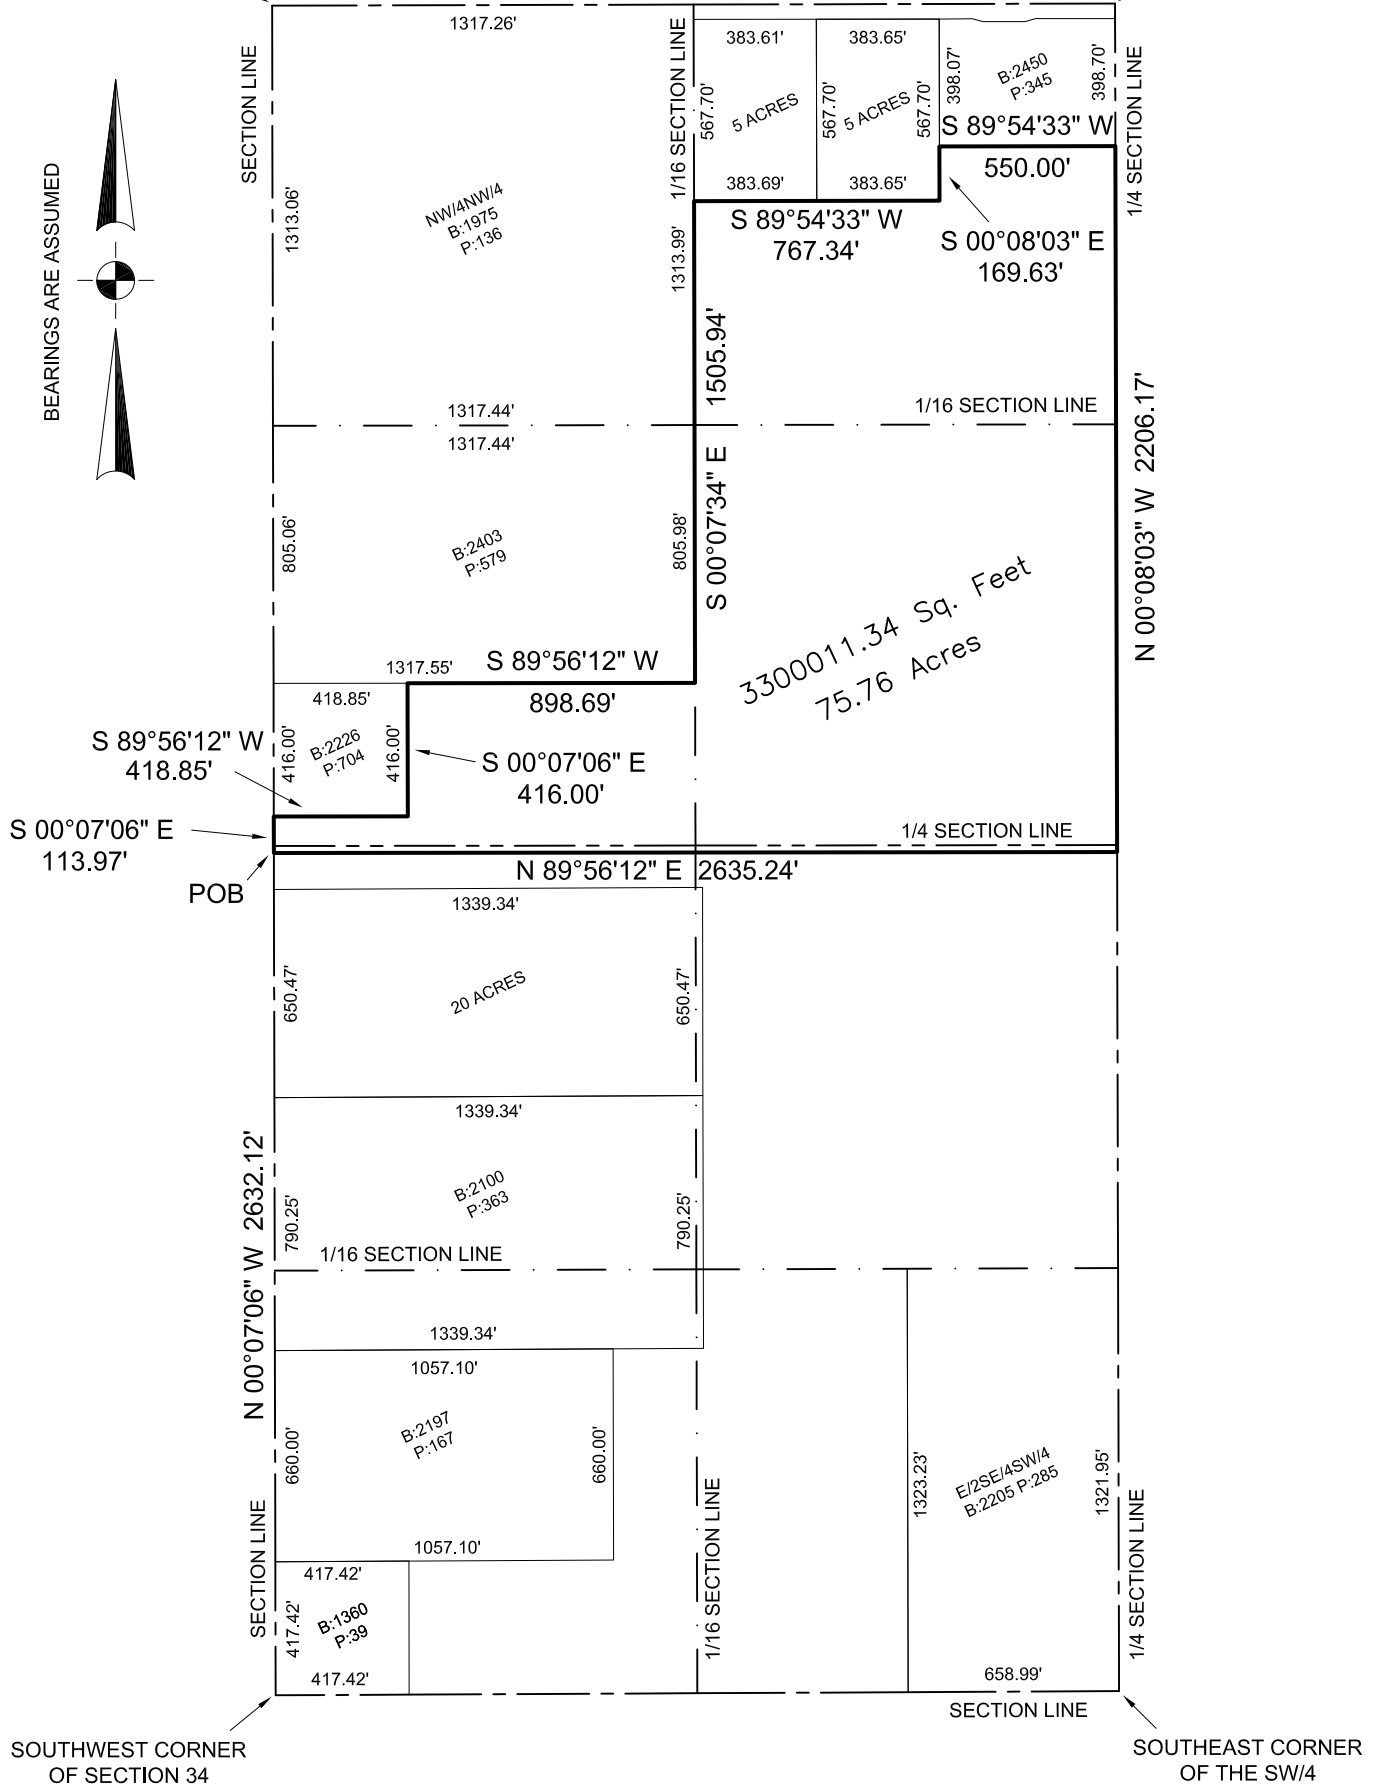 1317.26'
SECTION LINE
1/16 SECTION LINE
383.61'
383.65'
567.70'
5 ACRES
567.70'
5 ACRES
567.70'
398.07'
B:2450
P:345
398.70'
1/4 SECTION LINE
S 89°54'33" W
550.00'
383.69'
383.65'
BEARINGS ARE ASSUMED
1313.06'
NW/4NW/4
B:1975
P:136
1313.99'
S 89°54'33" W
767.34'
S 00°08'03" E
169.63'
S 00°07'34" E 1505.94'
1/16 SECTION LINE
1317.44'
1317.44'
N 00°08'03" W 2206.17'
805.06'
B:2403
P:579
805.98'
3300011.34 Sq. Feet
75.76 Acres
1317.55'
S 89°56'12" W
898.69'
418.85'
416.00'
B:2226
P:704
416.00'
S 89°56'12" W
418.85'
S 00°07'06" E
416.00'
S 00°07'06" E
113.97'
POB
1/4 SECTION LINE
N 89°56'12" E 2635.24'
1339.34'
650.47'
20 ACRES
650.47'
1339.34'
N 00°07'06" W 2632.12'
790.25'
B:2100
P:363
790.25'
1/16 SECTION LINE
1339.34'
1057.10'
660.00'
B:2197
P:167
660.00'
1057.10'
SECTION LINE
417.42'
417.42'
B:1360
P:39
417.42'
1/16 SECTION LINE
1323.23'
E/2SE/4SW/4
B:2205 P:285
1321.95'
1/4 SECTION LINE
658.99'
SECTION LINE
SOUTHWEST CORNER
OF SECTION 34
SOUTHEAST CORNER
OF THE SW/4